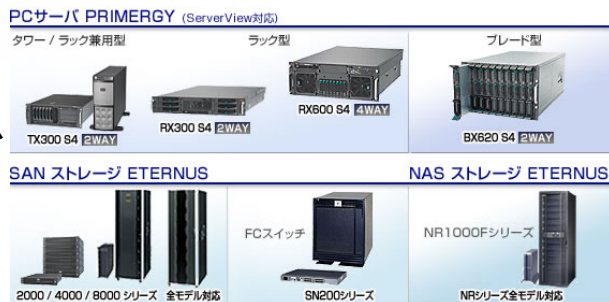 PCサーバ PRIMERGY (ServerView対応)
タワー / ラック兼用型
ラック型
ブレード型
TX300 S4 2WAY
RX300 S4 2WAY
RX600 S4 4WAY
BX620 S4 2WAY
SAN ストレージ ETERNUS
NAS ストレージ ETERNUS
FCスイッチ
NR1000Fシリーズ
2000 / 4000 / 8000 シリーズ 全モデル対応
SN200シリーズ
NRシリーズ全モデル対応